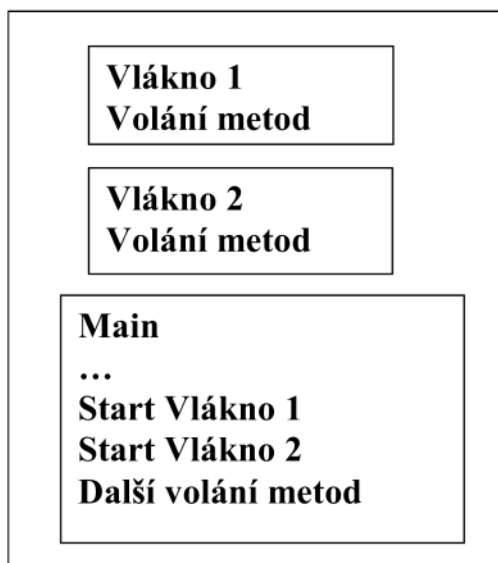 Vlákno 1
Volání metod
Vlákno 2
Volání metod
Main
…
Start Vlákno 1
Start Vlákno 2
Další volání metod